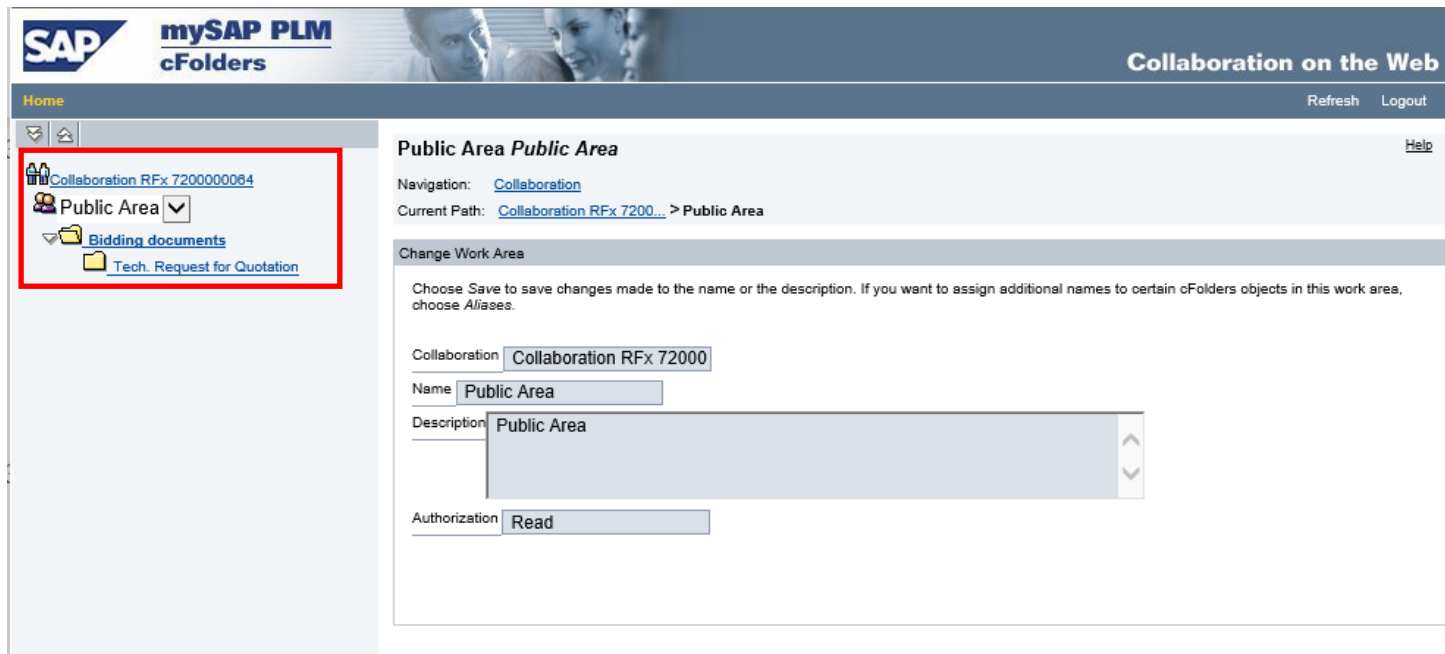 SAP
mySAP PLM
cFolders
Collaboration on the Web
Home
Refresh Logout
Collaboration RFx 7200000064
Public Area
Bidding documents
Tech. Request for Quotation
Public Area Public Area
Help
Navigation: Collaboration
Current Path: Collaboration RFx 7200... > Public Area
Change Work Area
Choose Save to save changes made to the name or the description. If you want to assign additional names to certain cFolders objects in this work area,
choose Aliases.
Collaboration Collaboration RFx 72000
Name Public Area
Description Public Area
Authorization Read